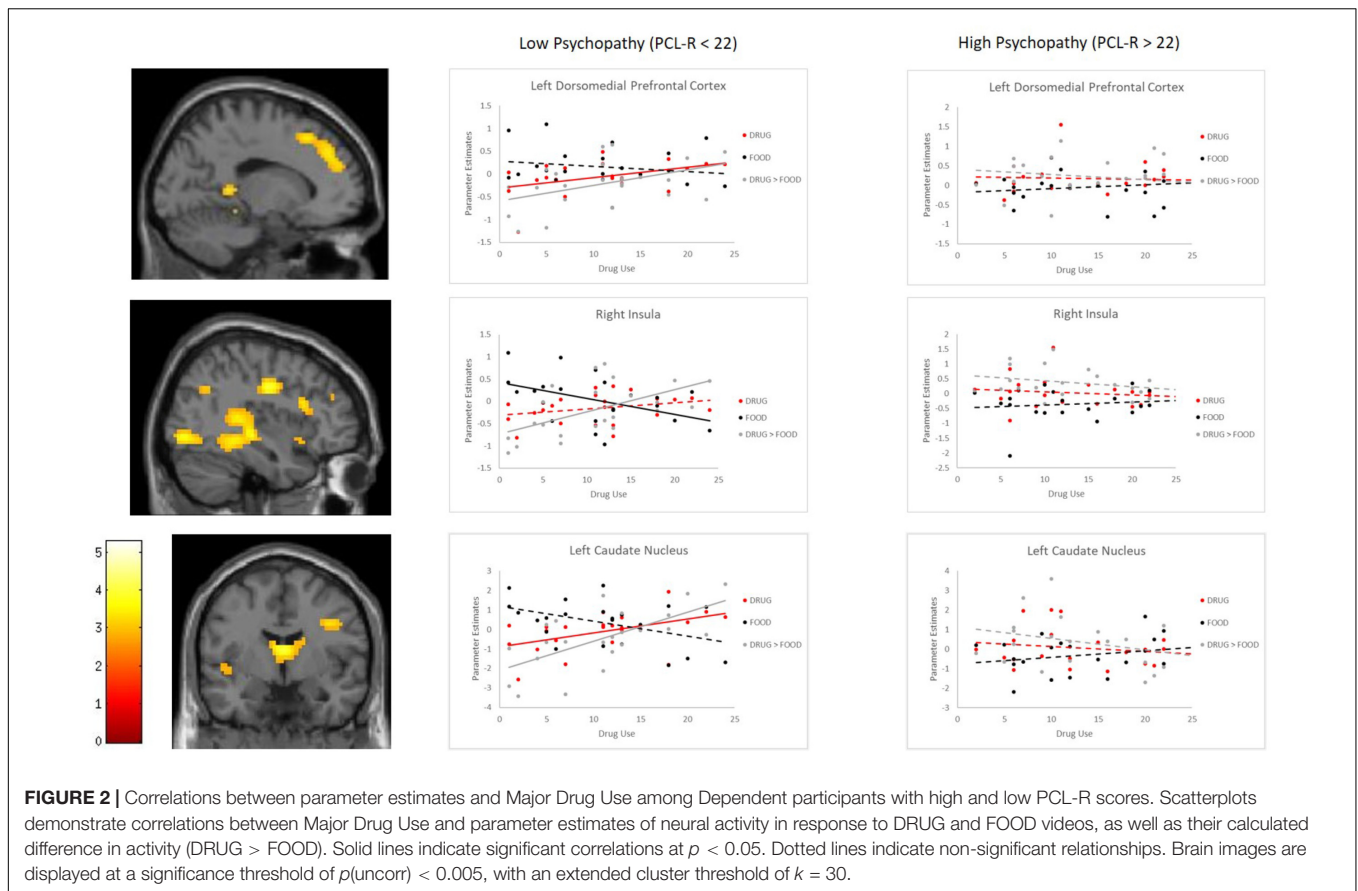 Low Psychopathy (PCL-R < 22)
High Psychopathy (PCL-R > 22)
Left Dorsomedial Prefrontal Cortex
1.5
1
0.5
0
-0.5
-1
-1.5
Parameter Estimates
0 5 10 15 20 25
Drug Use
DRUG
FOOD
DRUG > FOOD
Left Dorsomedial Prefrontal Cortex
2
1.5
1
0.5
0
-0.5
-1
-1.5
Parameter Estimates
0 5 10 15 20 25
Drug Use
DRUG
FOOD
DRUG > FOOD
Right Insula
1.5
1
0.5
0
-0.5
-1
-1.5
Parameter Estimates
0 5 10 15 20 25
Drug Use
DRUG
FOOD
DRUG > FOOD
Right Insula
2
1.5
1
0.5
0
-0.5
-1
-1.5
-2
-2.5
Parameter Estimates
0 5 10 15 20 25
Drug Use
DRUG
FOOD
DRUG > FOOD
5
4
3
2
1
0
Left Caudate Nucleus
3
2
1
0
-1
-2
-3
-4
Parameter Estimates
0 5 10 15 20 25
Drug Use
DRUG
FOOD
DRUG > FOOD
Left Caudate Nucleus
4
3
2
1
0
-1
-2
-3
Parameter Estimates
0 5 10 15 20 25
Drug Use
DRUG
FOOD
DRUG > FOOD
FIGURE 2 | Correlations between parameter estimates and Major Drug Use among Dependent participants with high and low PCL-R scores. Scatterplots
demonstrate correlations between Major Drug Use and parameter estimates of neural activity in response to DRUG and FOOD videos, as well as their calculated
difference in activity (DRUG > FOOD). Solid lines indicate significant correlations at p < 0.05. Dotted lines indicate non-significant relationships. Brain images are
displayed at a significance threshold of p(uncorr) < 0.005, with an extended cluster threshold of k = 30.